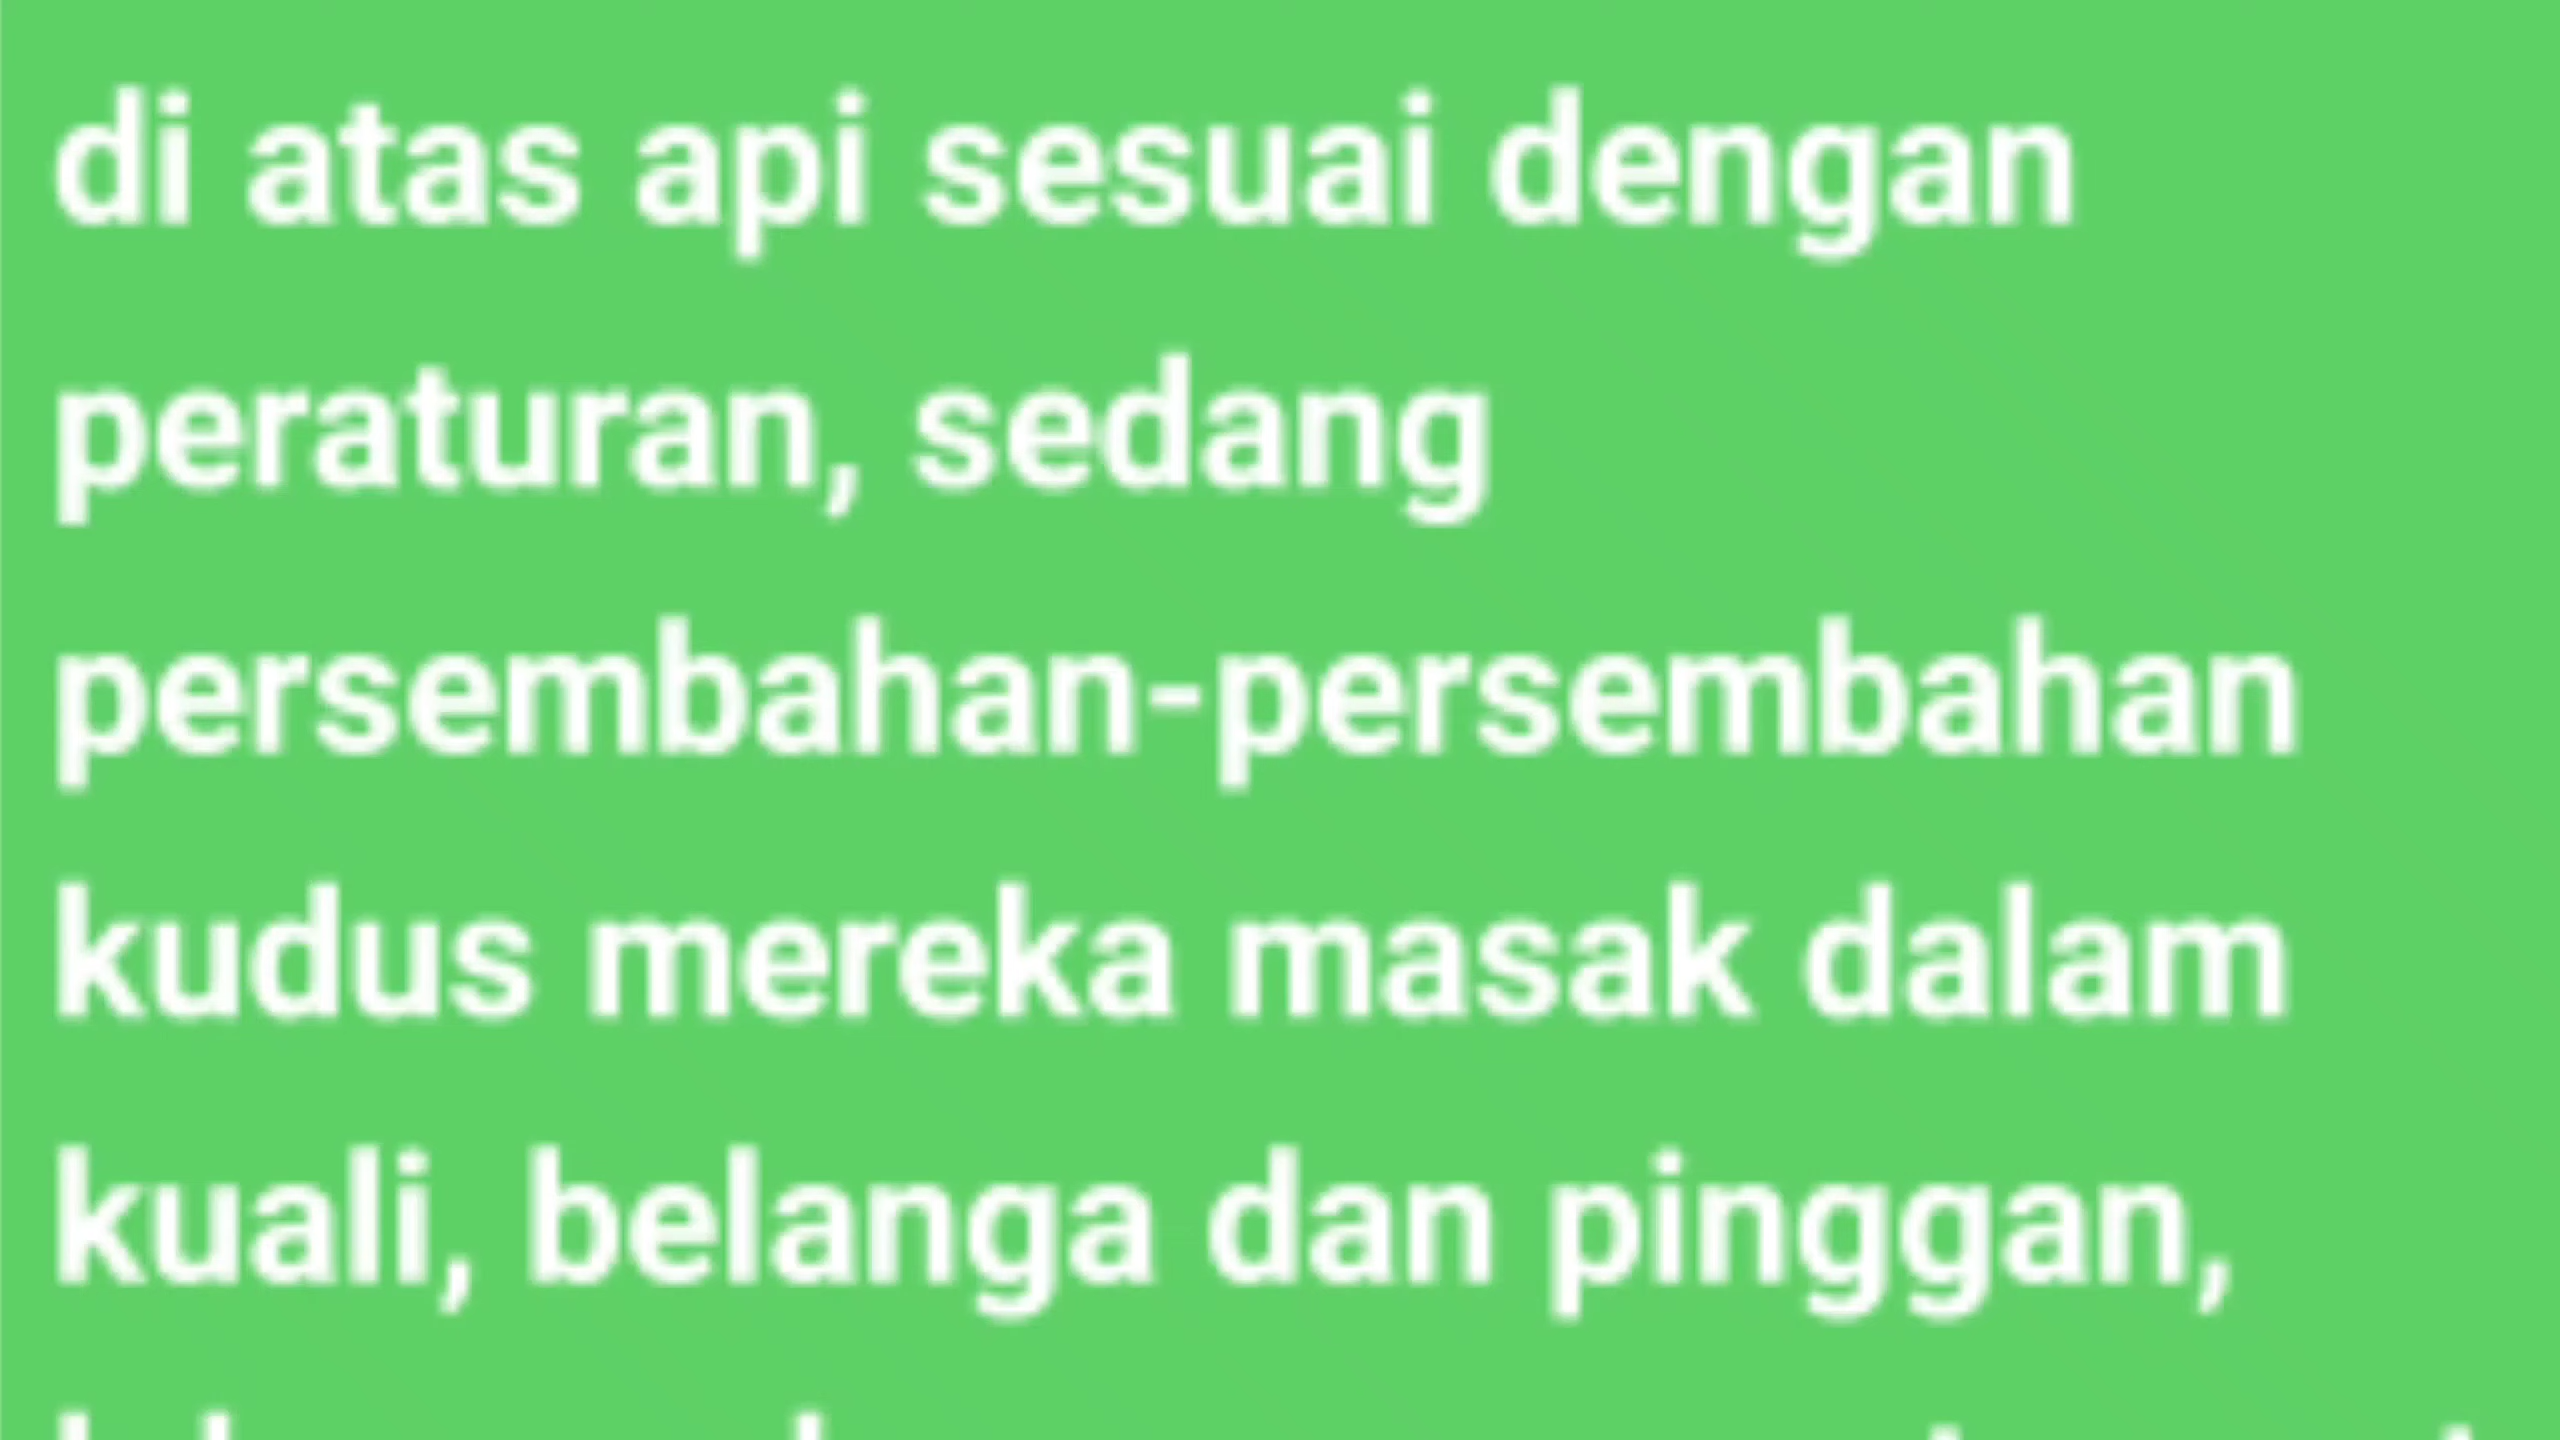 di atas api sesuai dengan
peraturan, sedang
persembahan-persembahan
kudus mereka masak dalam
kuali, belanga dan pinggan,